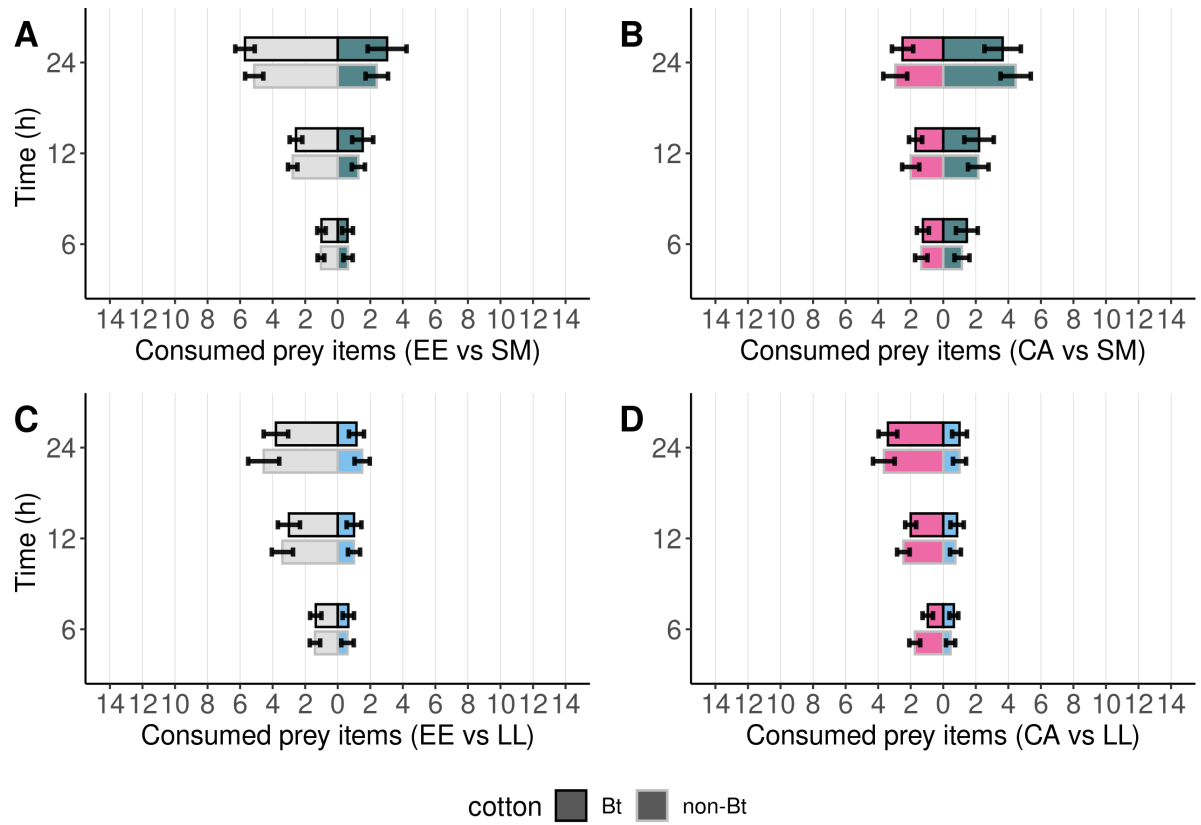 A
B
Time (h)
24
12
6
24
12
6
14 12 10 8 6 4 2 0 2 4 6 8 10 12 14
14 12 10 8 6 4 2 0 2 4 6 8 10 12 14
Consumed prey items (EE vs SM)
Consumed prey items (CA vs SM)
C
D
Time (h)
24
12
6
24
12
6
14 12 10 8 6 4 2 0 2 4 6 8 10 12 14
14 12 10 8 6 4 2 0 2 4 6 8 10 12 14
Consumed prey items (EE vs LL)
Consumed prey items (CA vs LL)
cotton Bt non-Bt